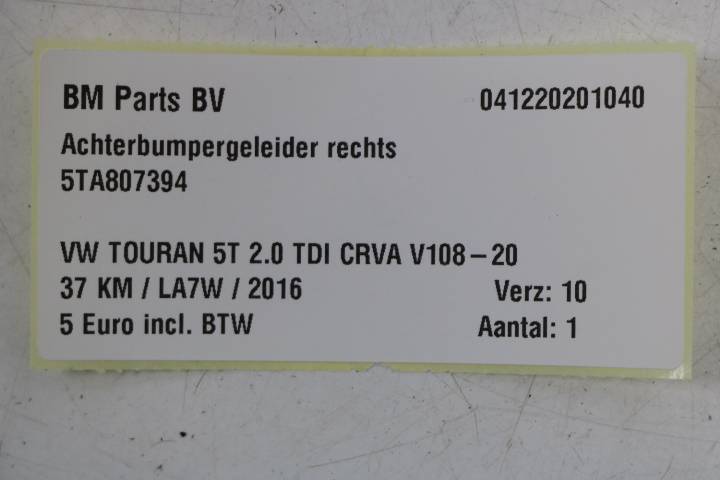 BM Parts BV 041220201040
Achterbumpergeleider rechts
5TA807394
VW TOURAN 5T 2.0 TDI CRVA V108-20
37 KM / LA7W / 2016 Verz: 10
5 Euro incl. BTW Aantal: 1